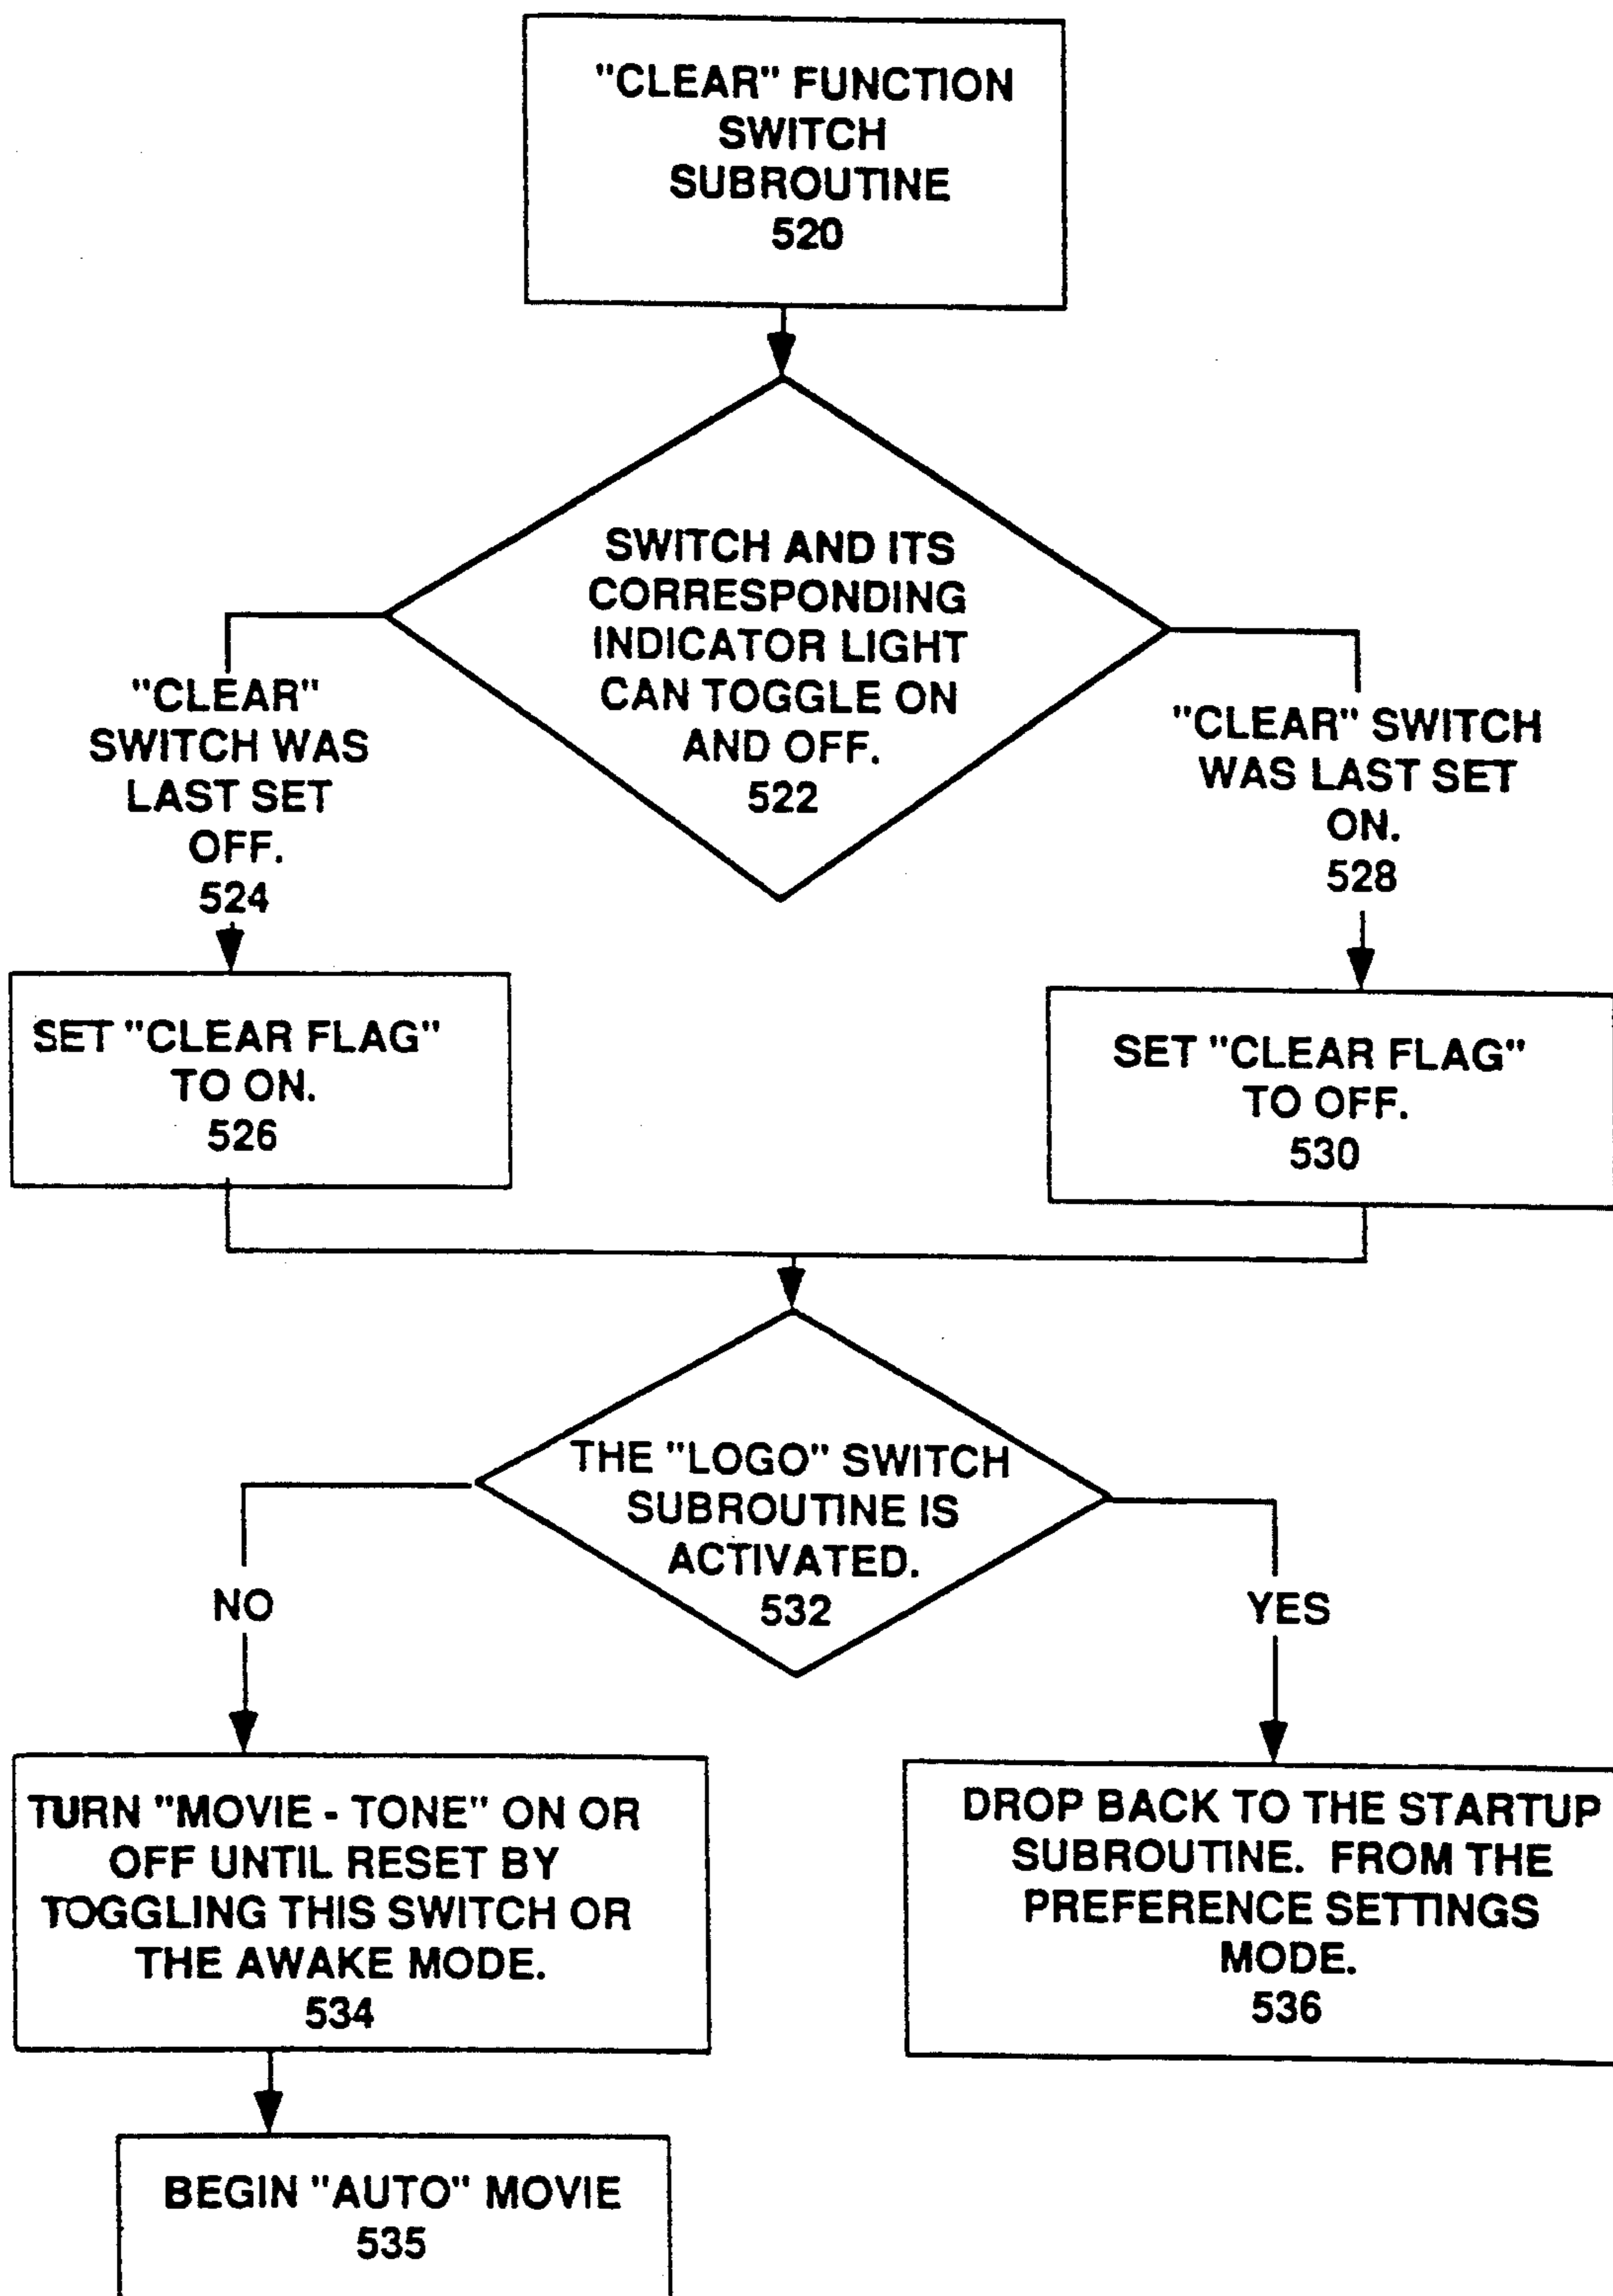 "CLEAR" FUNCTION
SWITCH
SUBROUTINE
520
SWITCH AND ITS
CORRESPONDING
INDICATOR LIGHT
CAN TOGGLE ON
AND OFF.
522
"CLEAR"
SWITCH WAS
LAST SET
OFF.
524
"CLEAR" SWITCH
WAS LAST SET
ON.
528
SET "CLEAR FLAG"
TO ON.
526
SET "CLEAR FLAG"
TO OFF.
530
THE "LOGO" SWITCH
SUBROUTINE IS
ACTIVATED.
532
NO
YES
TURN "MOVIE - TONE" ON OR
OFF UNTIL RESET BY
TOGGLING THIS SWITCH OR
THE AWAKE MODE.
534
DROP BACK TO THE STARTUP
SUBROUTINE. FROM THE
PREFERENCE SETTINGS
MODE.
536
BEGIN "AUTO" MOVIE
535